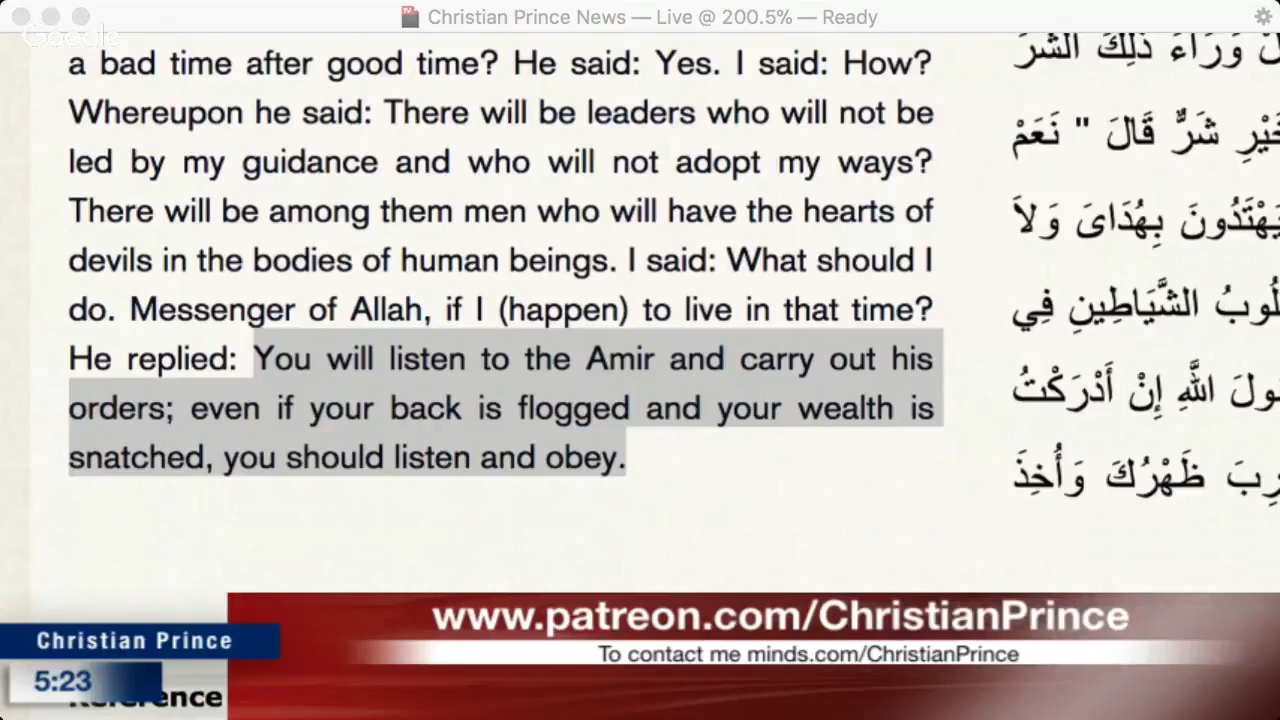 Christian Prince News — Live @ 200.5% — Ready
Google
a bad time after good time? He said: Yes. I said: How?
Whereupon he said: There will be leaders who will not be
led by my guidance and who will not adopt my ways?
There will be among them men who will have the hearts of
devils in the bodies of human beings. I said: What should I
do. Messenger of Allah, if I (happen) to live in that time?
He replied: You will listen to the Amir and carry out his
orders; even if your back is flogged and your wealth is
snatched, you should listen and obey.
وَرَاءَ ذَلِكَ الشَّرِّ
شَرٌّ قَالَ " نَعَمْ
بِهُدَاىَ وَلاَ
الشَّيَاطِينِ فِي
اللَّهِ إِنْ أَدْرَكْتُ
ظَهْرُكَ وَأُخِذَ
www.patreon.com/ChristianPrince
To contact me minds.com/ChristianPrince
Christian Prince
5:23
Reference